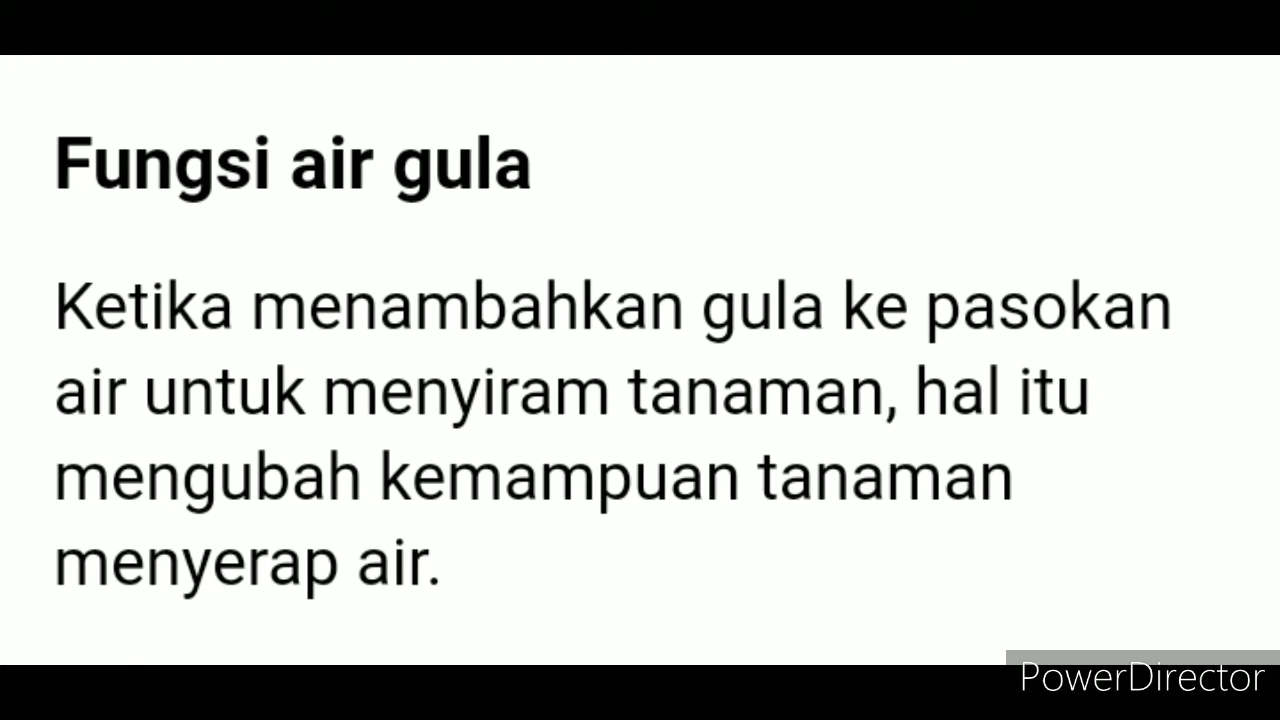 Fungsi air gula
Ketika menambahkan gula ke pasokan
air untuk menyiram tanaman, hal itu
mengubah kemampuan tanaman
menyerap air.
PowerDirector